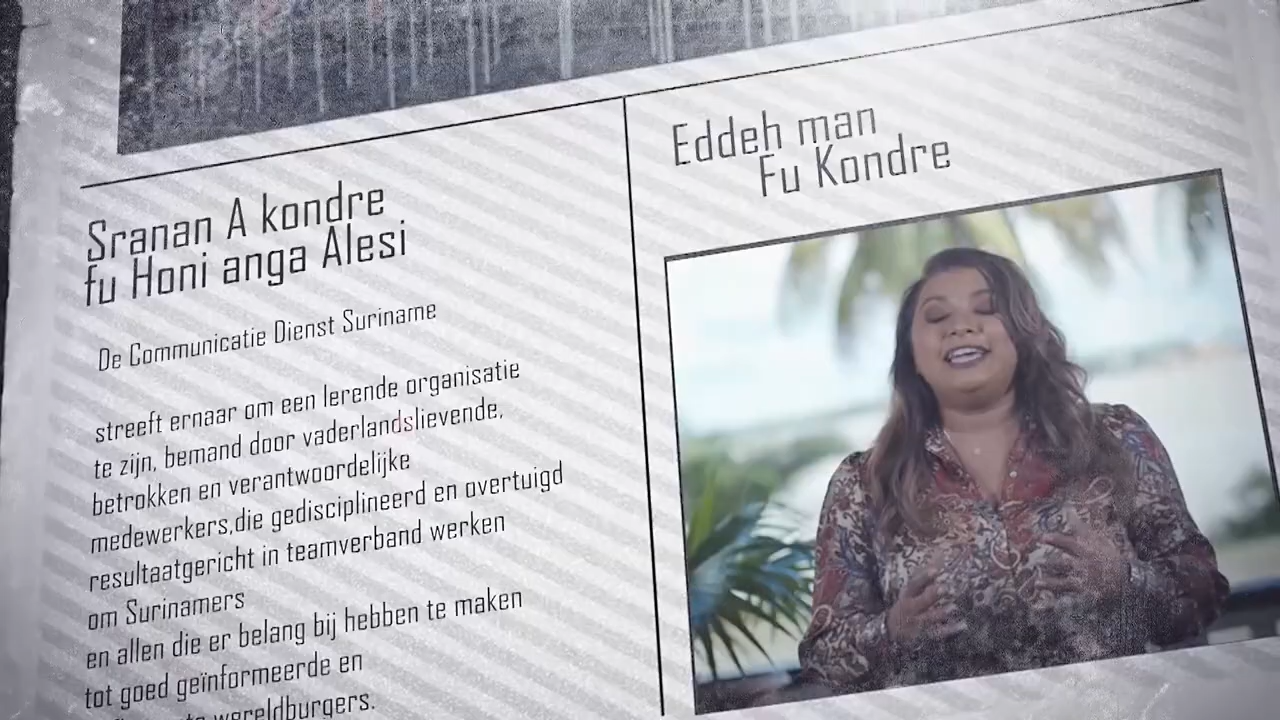 Sranan A kondre
fu Honi anga Alesi
De Communicatie Dienst Suriname
streeft ernaar om een lerende organisatie
te zijn, bemand door vaderlandslievende,
betrokken en verantwoordelijke
medewerkers,die gedisciplineerd en overtuigd
resultaatgericht in teamverband werken
om Surinamers
en allen die er belang bij hebben te maken
tot goed geïnformeerde en
wereldburgers.
Eddeh man
Fu Kondre